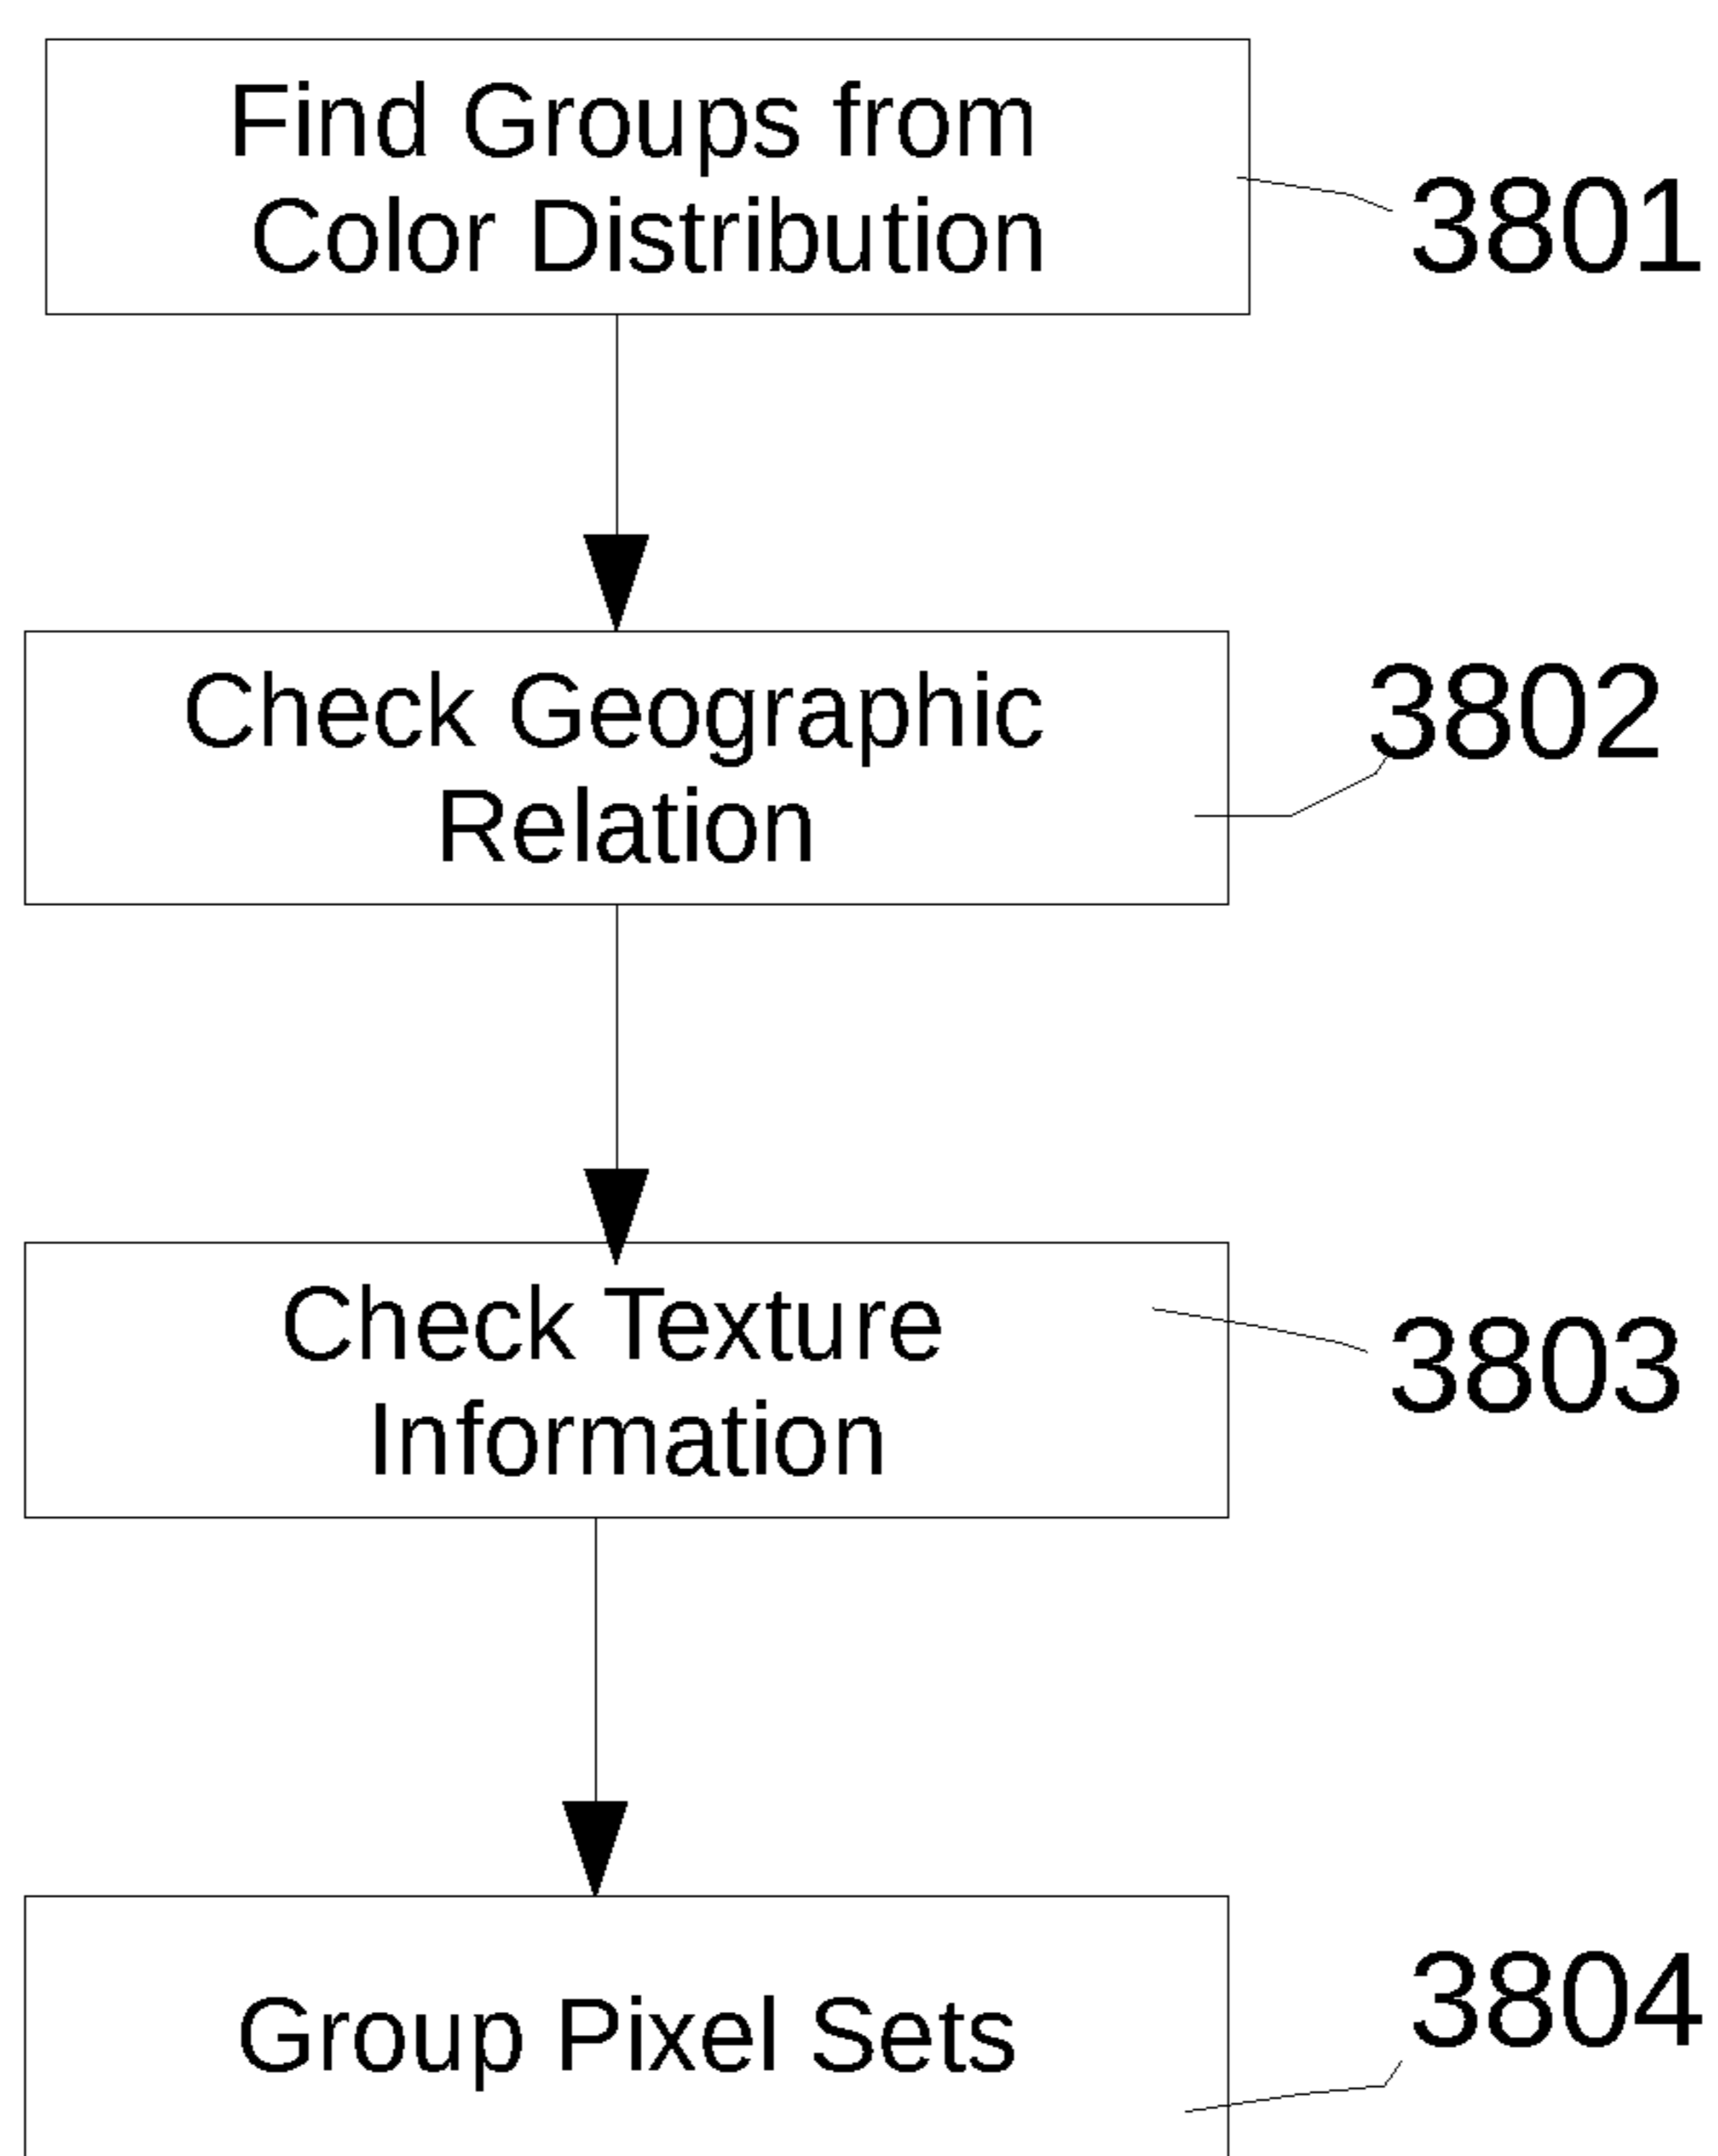 Find Groups from
Color Distribution
3801
Check Geographic
Relation
3802
Check Texture
Information
3803
Group Pixel Sets
3804